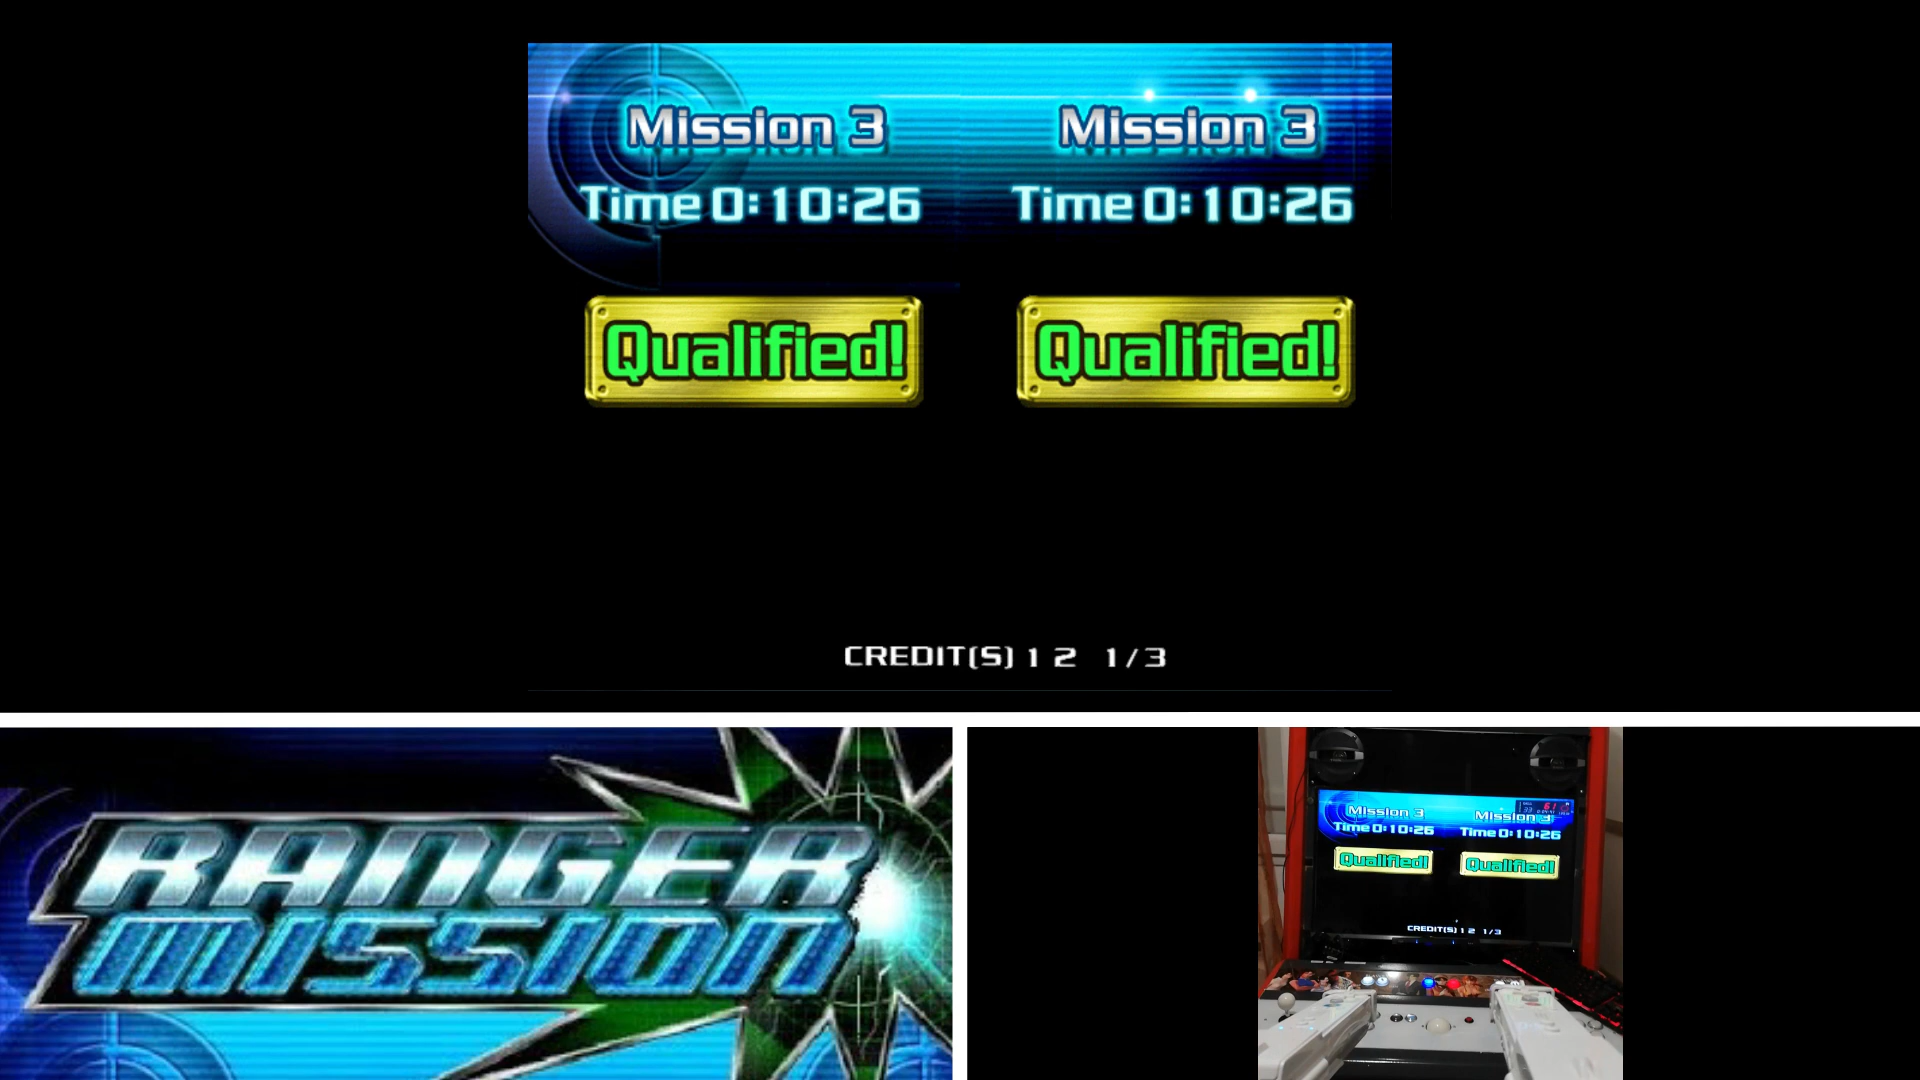 Mission 3 Mission 3
Time 0:10:26 Time 0:10:26
Qualified! Qualified!
CREDIT(S) 1 2 1/3
RANGER
MISSION
Mission 3 Mission 3
Time 0:10:26 Time 0:10:26
Qualified! Qualified!
CREDIT(S) 1 2 1/3